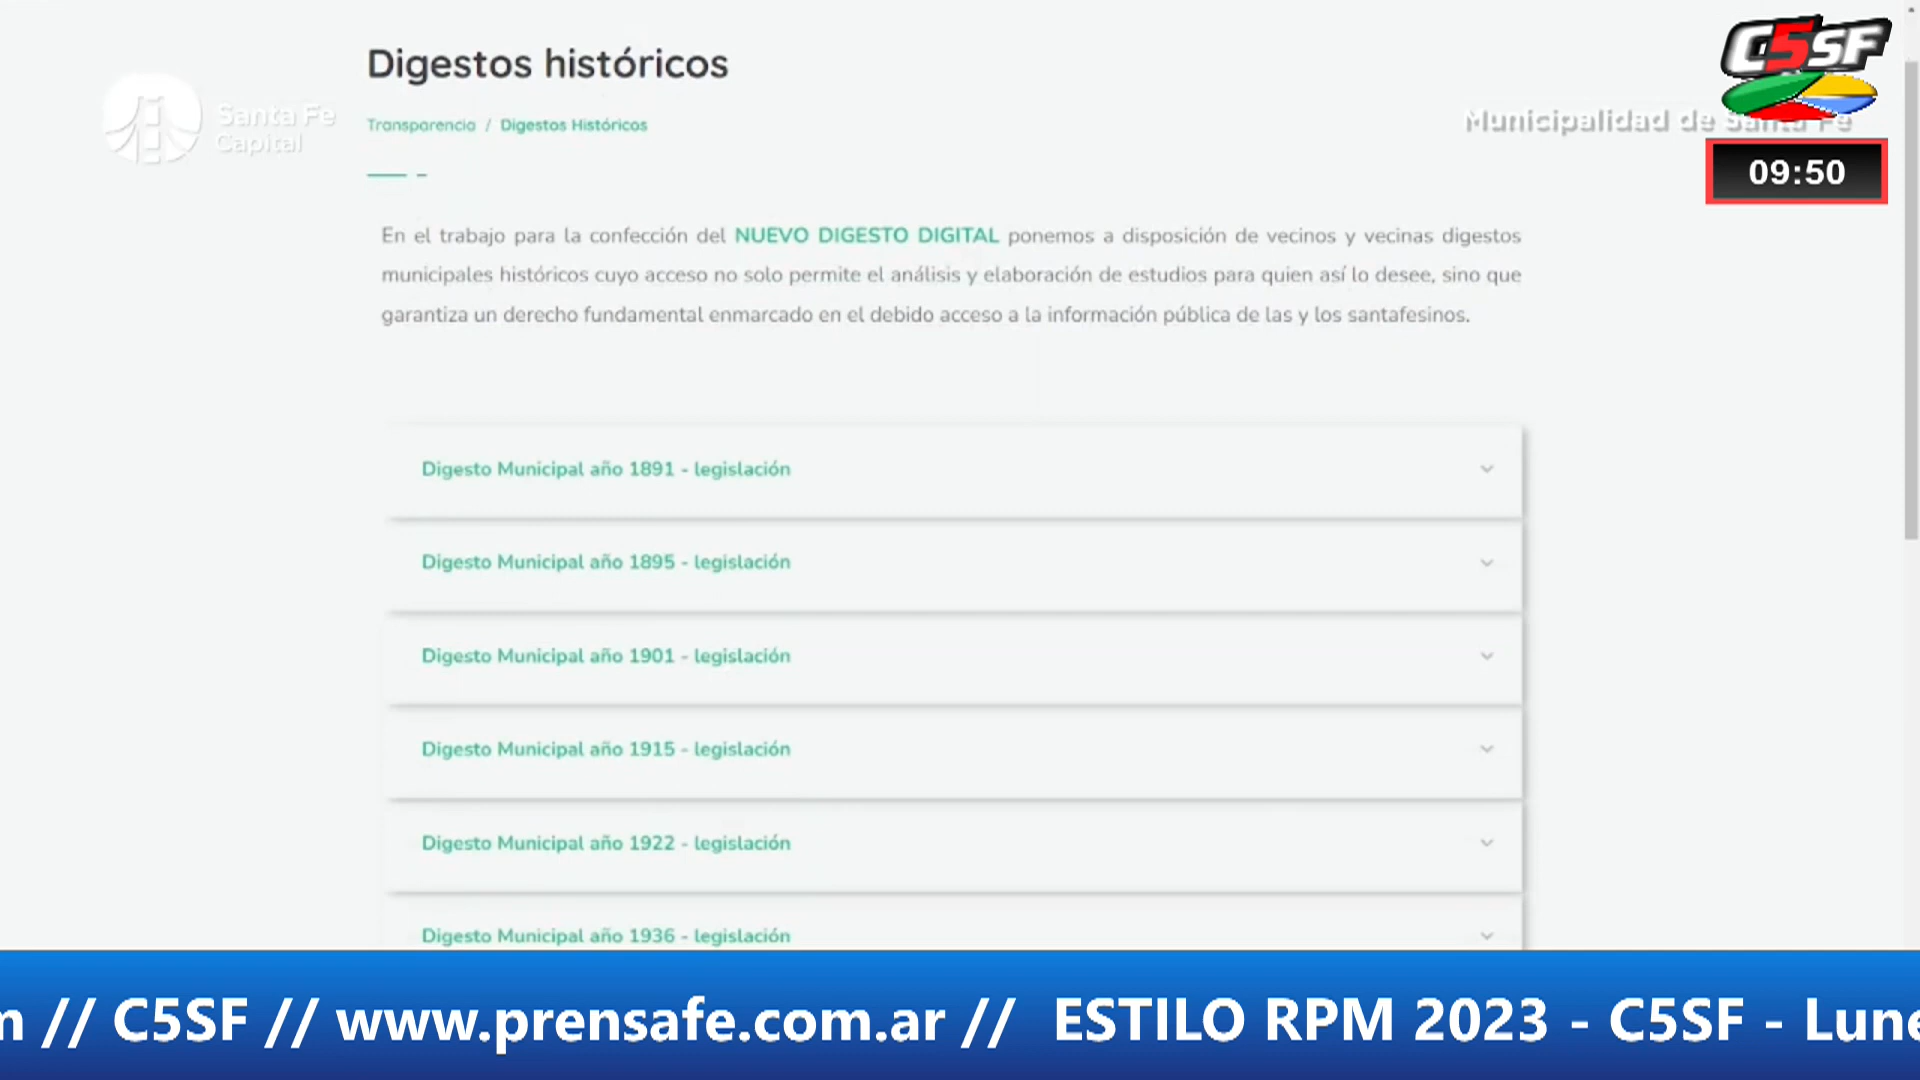 Digestos históricos
C5SF
Santa Fe
Capital
Transparencia / Digestos Históricos
Municipalidad de Santa Fe
09:50
En el trabajo para la confección del NUEVO DIGESTO DIGITAL ponemos a disposición de vecinos y vecinas digestos
municipales históricos cuyo acceso no solo permite el análisis y elaboración de estudios para quien así lo desee, sino que
garantiza un derecho fundamental enmarcado en el debido acceso a la información pública de las y los santafesinos.
Digesto Municipal año 1891 - legislación
Digesto Municipal año 1895 - legislación
Digesto Municipal año 1901 - legislación
Digesto Municipal año 1915 - legislación
Digesto Municipal año 1922 - legislación
Digesto Municipal año 1936 - legislación
// C5SF // www.prensafe.com.ar // ESTILO RPM 2023 - C5SF - Lune